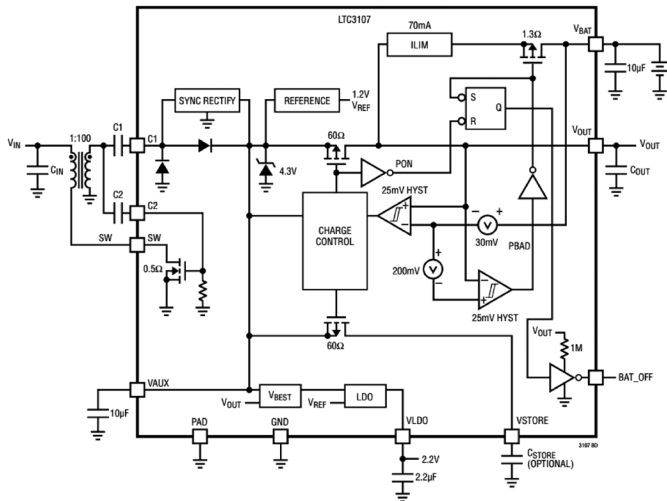 LTC3107
70mA
ILIM
1.3Ω
VBAT
10µF
SYNC RECTIFY
REFERENCE
1.2V
VREF
S
Q
R
1:100
C1
C1
VIN
CIN
60Ω
4.3V
PON
VOUT
VOUT
COUT
25mV HYST
C2
C2
CHARGE
CONTROL
30mV
PBAD
SW
SW
0.5Ω
200mV
25mV HYST
60Ω
VOUT
1M
BAT_OFF
VAUX
10µF
VOUT
VBEST
VREF
LDO
VLDO
VSTORE
PAD
GND
3107 BD
2.2V
2.2µF
CSTORE
(OPTIONAL)